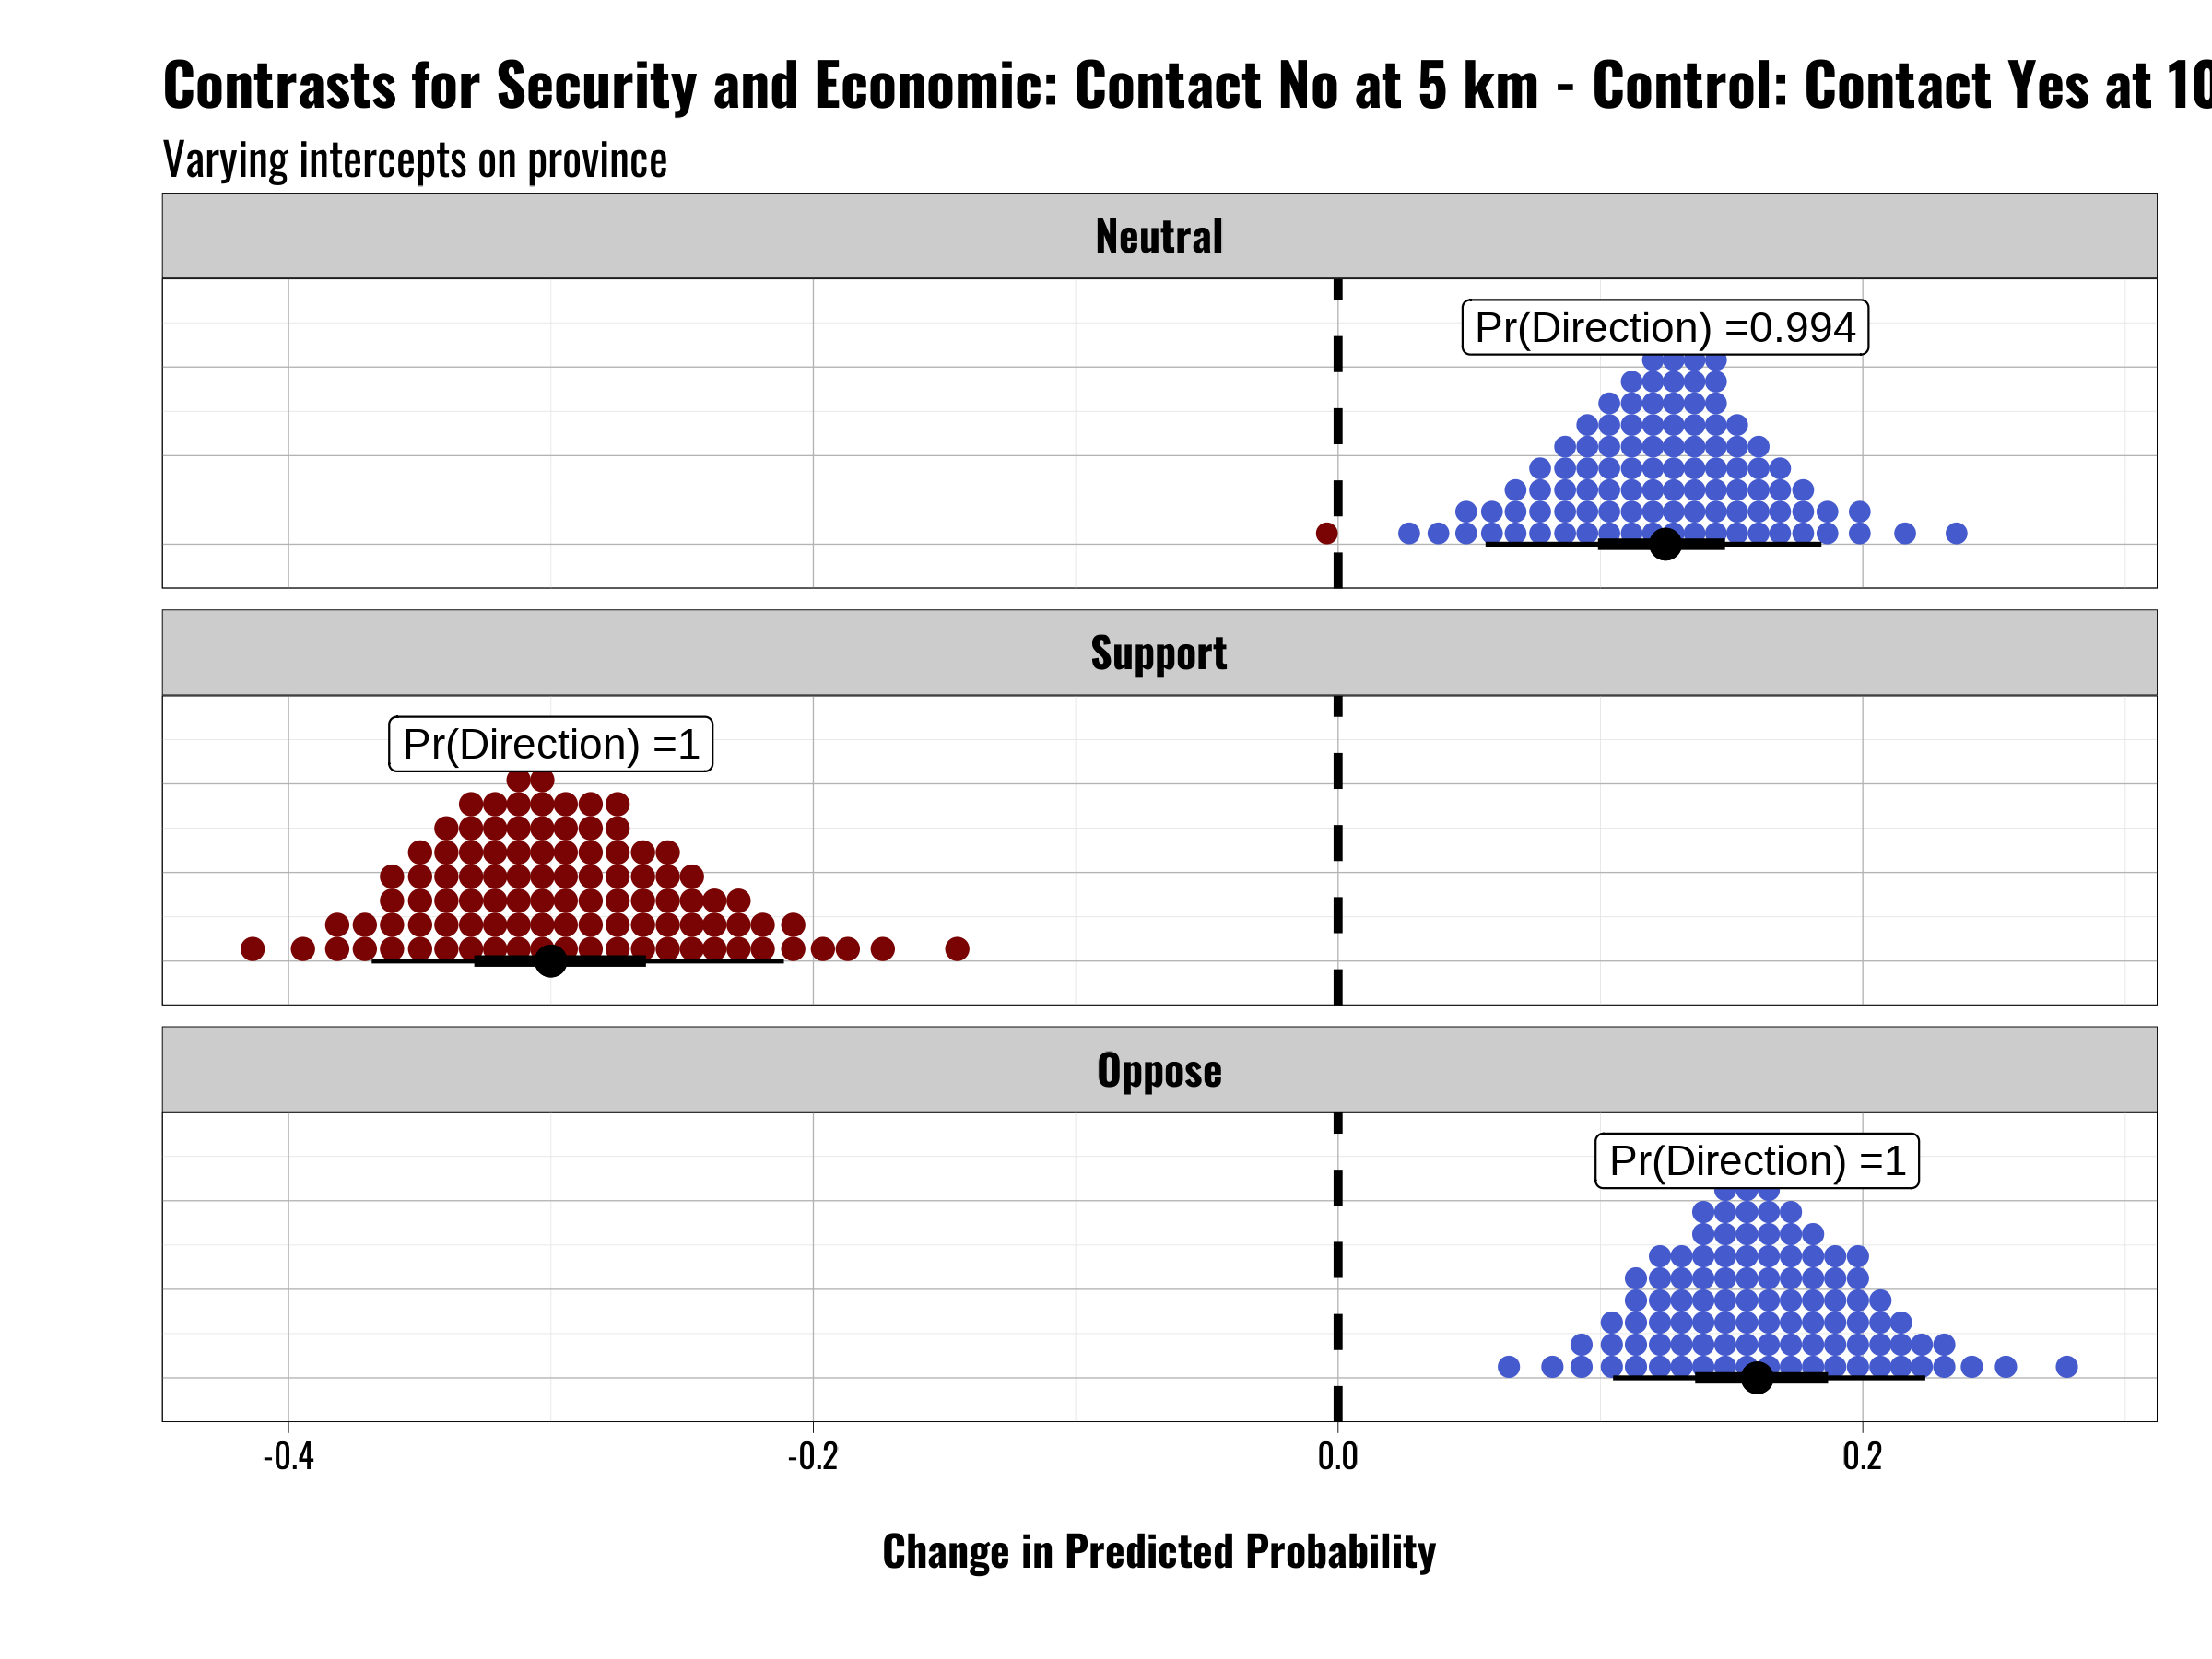 Contrasts for Security and Economic: Contact No at 5 km - Control: Contact Yes at 10
Varying intercepts on province
Neutral
Pr(Direction) =0.994
Support
Pr(Direction) =1
Oppose
Pr(Direction) =1
-0.4 -0.2 0.0 0.2
Change in Predicted Probability